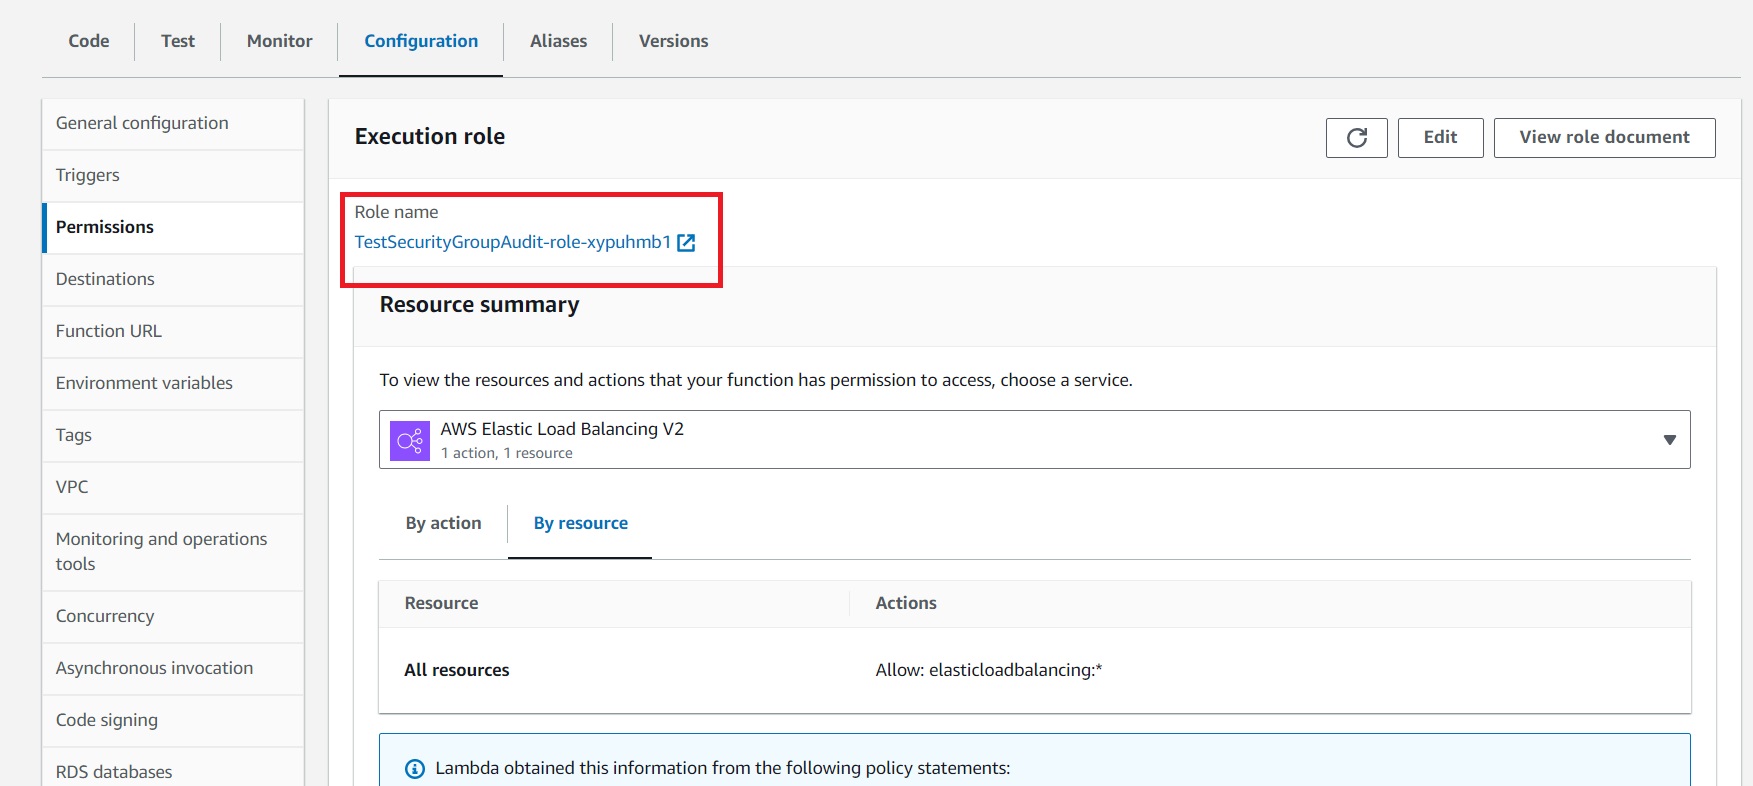 Code Test Monitor Configuration Aliases Versions
General configuration
Triggers
Permissions
Destinations
Function URL
Environment variables
Tags
VPC
Monitoring and operations
tools
Concurrency
Asynchronous invocation
Code signing
RDS databases
Execution role
Edit
View role document
Role name
TestSecurityGroupAudit-role-xypuhmb1
Resource summary
To view the resources and actions that your function has permission to access, choose a service.
AWS Elastic Load Balancing V2
1 action, 1 resource
By action By resource
Resource Actions
All resources Allow: elasticloadbalancing:*
Lambda obtained this information from the following policy statements: